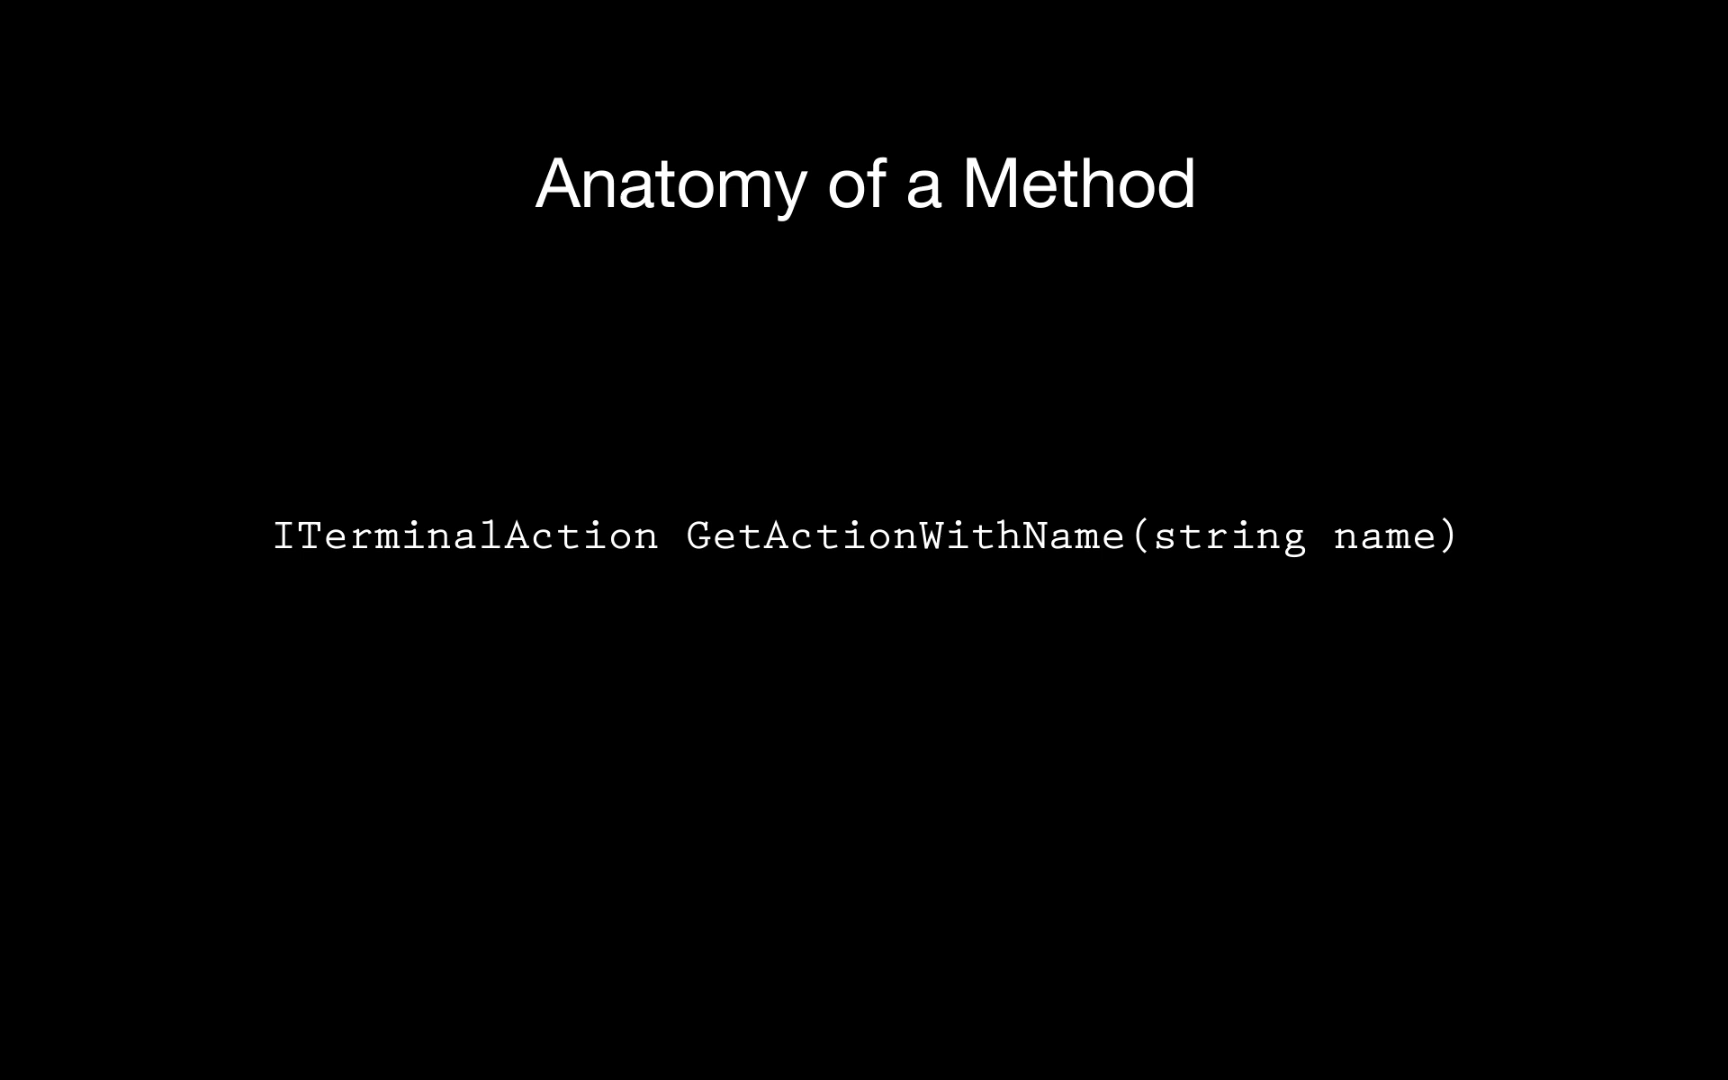 Anatomy of a Method
ITerminalAction GetActionWithName(string name)